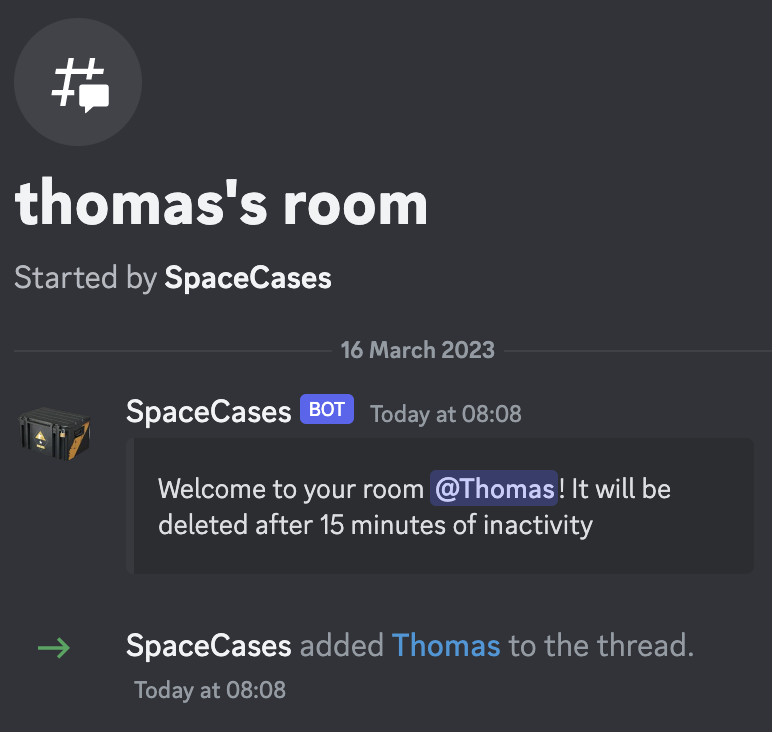 thomas's room
Started by SpaceCases
16 March 2023
SpaceCases BOT Today at 08:08
Welcome to your room @Thomas! It will be
deleted after 15 minutes of inactivity
SpaceCases added Thomas to the thread.
Today at 08:08